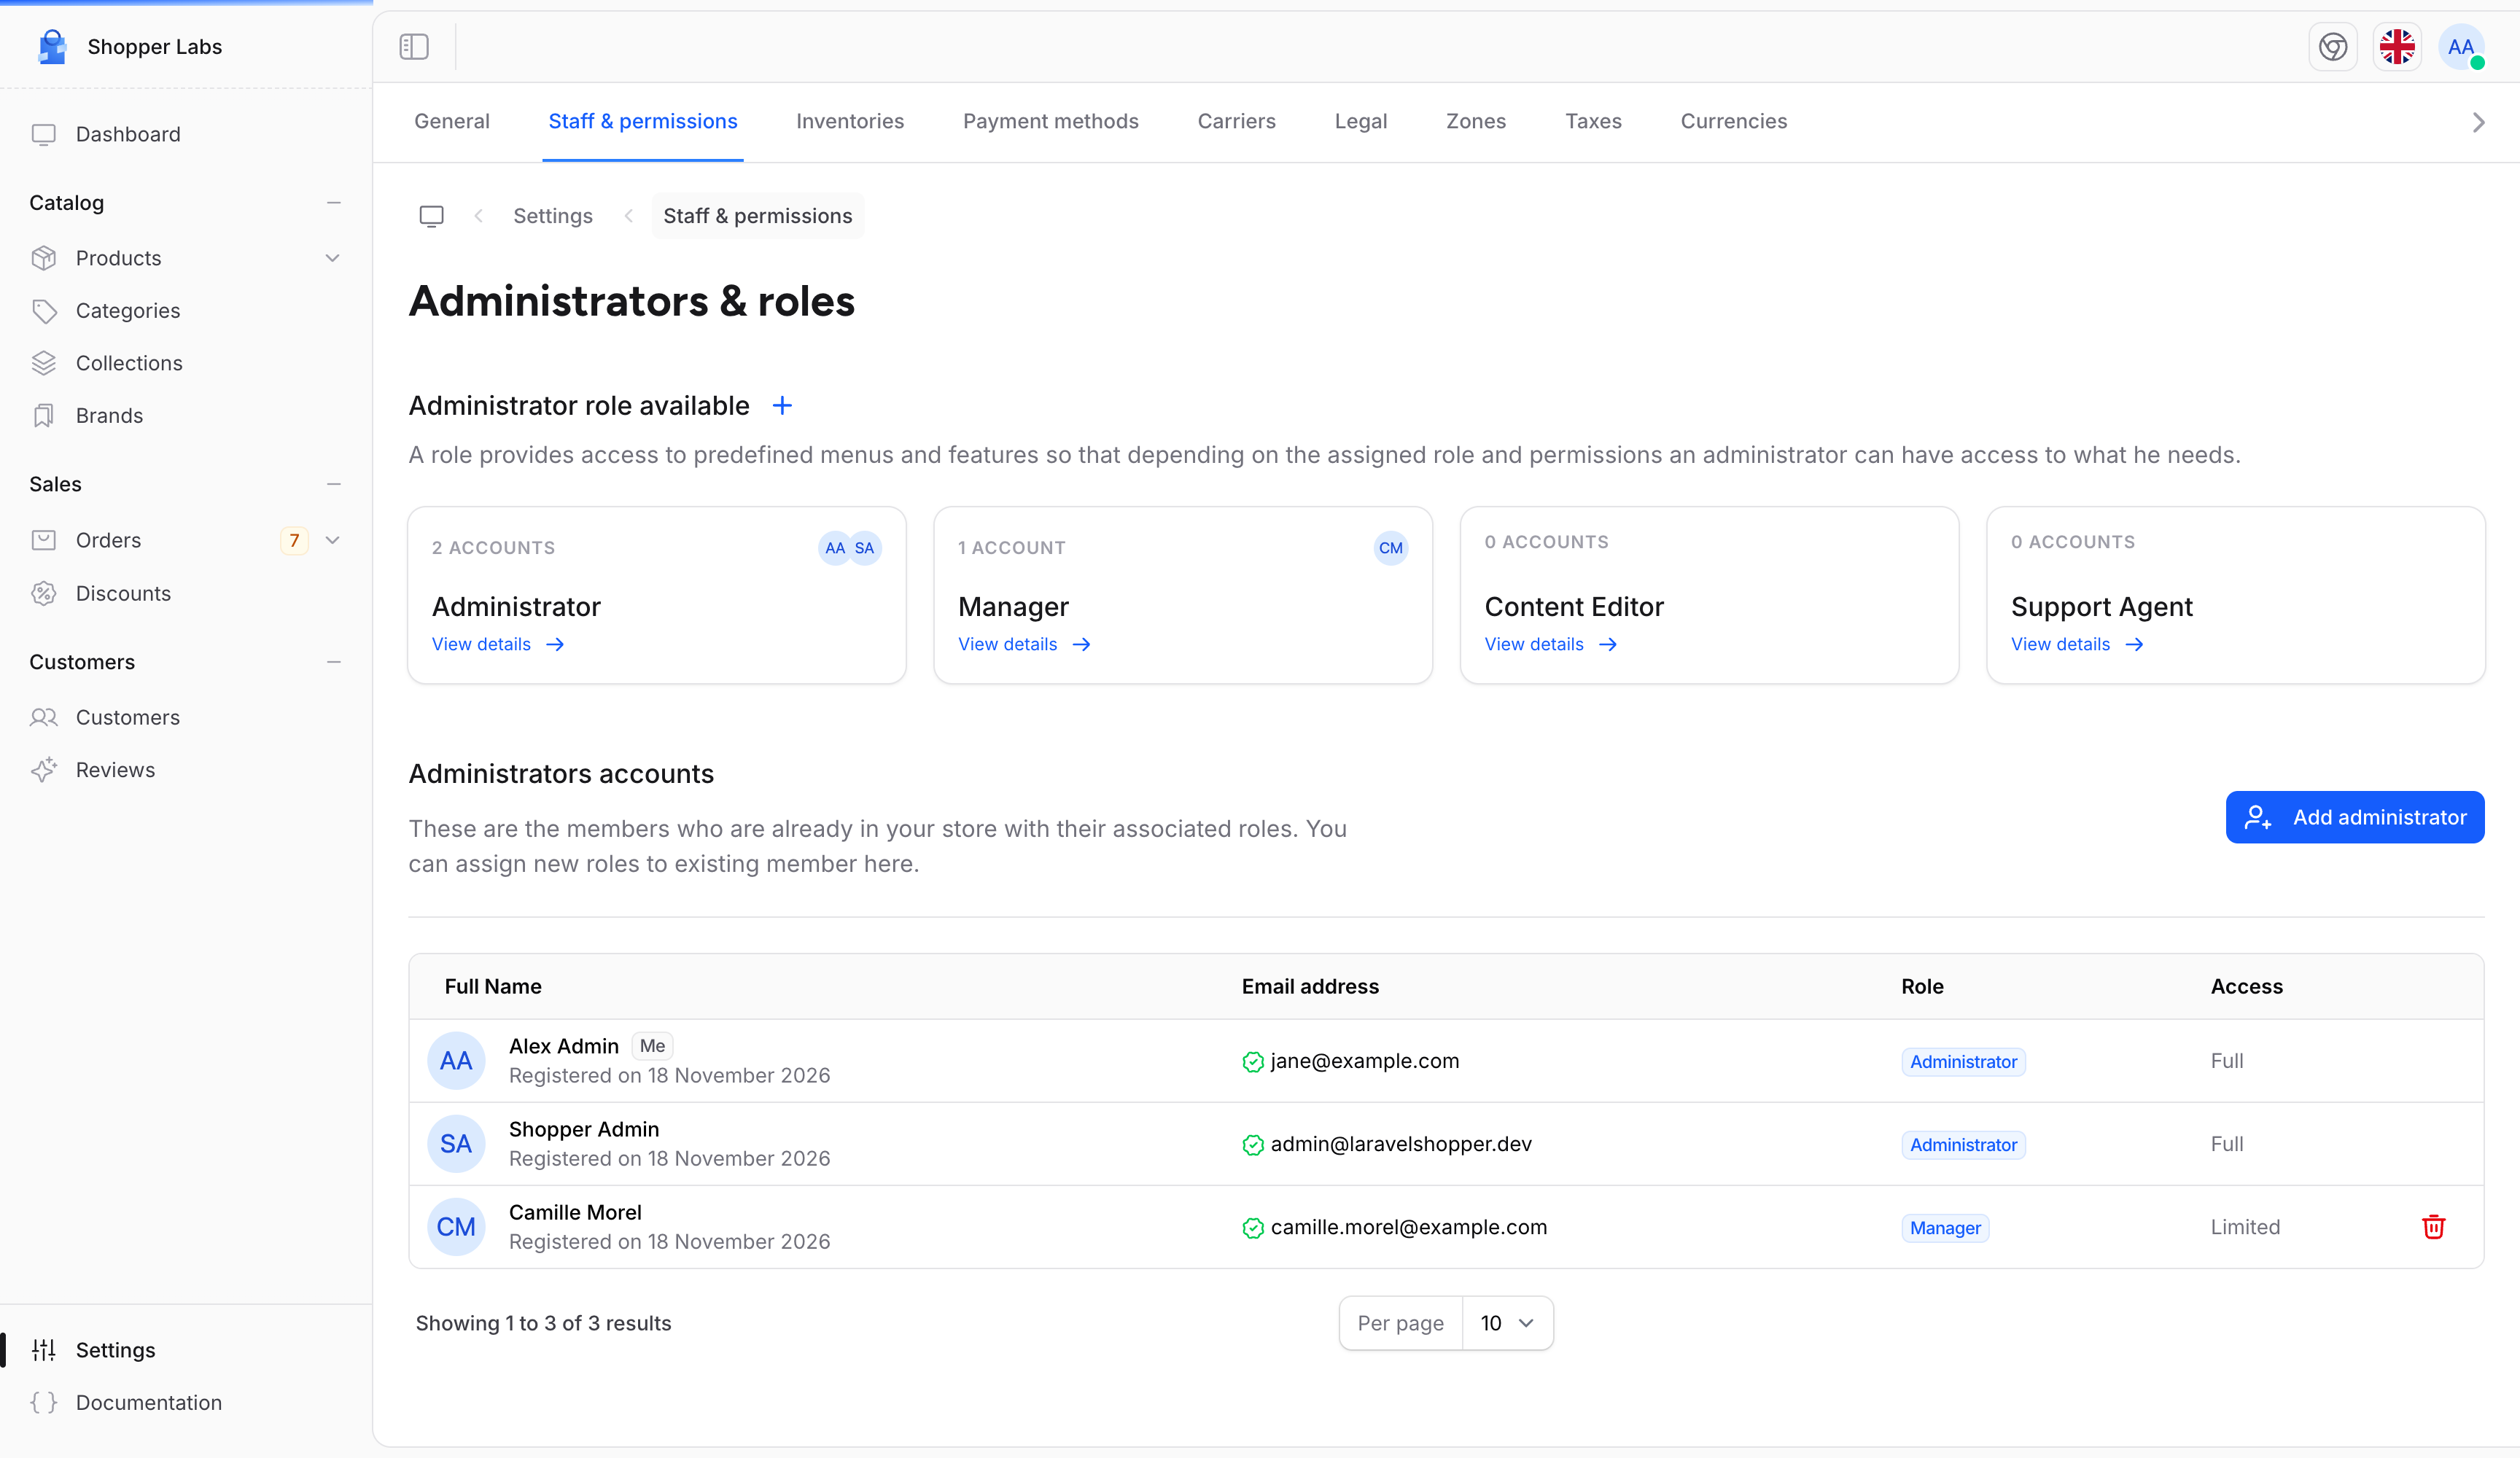 Shopper Labs
AA
Dashboard
Catalog
Products
Categories
Collections
Brands
Sales
Orders 7
Discounts
Customers
Customers
Reviews
Settings
Documentation
General Staff & permissions Inventories Payment methods Carriers Legal Zones Taxes Currencies
Settings Staff & permissions
Administrators & roles
Administrator role available
A role provides access to predefined menus and features so that depending on the assigned role and permissions an administrator can have access to what he needs.
2 ACCOUNTS AA SA
Administrator
View details
1 ACCOUNT CM
Manager
View details
0 ACCOUNTS
Content Editor
View details
0 ACCOUNTS
Support Agent
View details
Administrators accounts
These are the members who are already in your store with their associated roles. You
can assign new roles to existing member here.
Add administrator
Full Name Email address Role Access
AA Alex Admin Me jane@example.com Administrator Full
Registered on 18 November 2026
SA Shopper Admin admin@laravelshopper.dev Administrator Full
Registered on 18 November 2026
CM Camille Morel camille.morel@example.com Manager Limited
Registered on 18 November 2026
Showing 1 to 3 of 3 results Per page 10